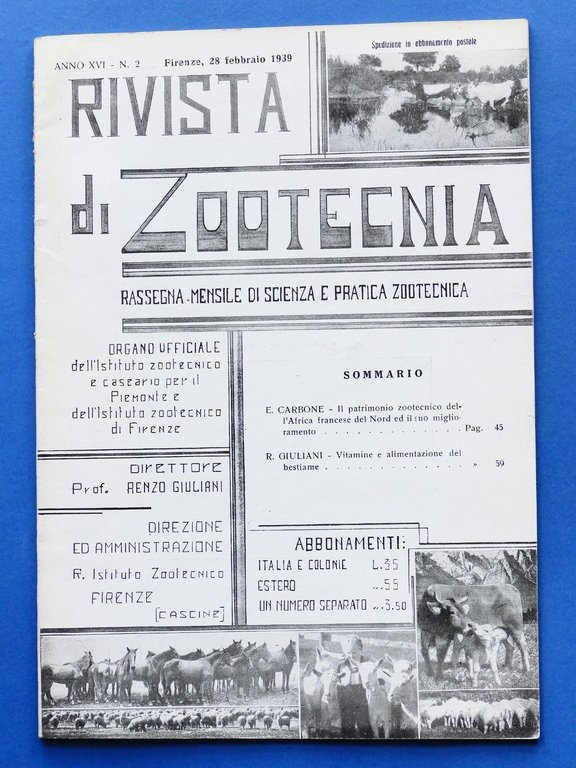 Spedizione in abbonamento postale
ANNO XVI - N. 2 Firenze, 28 febbraio 1939
RIVISTA
di ZOOTECNIA
RASSEGNA MENSILE DI SCIENZA E PRATICA ZOOTECNICA
ORGANO UFFICIALE
dell'Istituto zootecnico
e caseario per il
Piemonte e
dell'Istituto zootecnico
di Firenze
DIRETTORE
Prof. RENZO GIULIANI
DIREZIONE
ED AMMINISTRAZIONE
R. Istituto Zootecnico
FIRENZE
[CASCINE]
SOMMARIO
E. CARBONE - Il patrimonio zootecnico del-
l'Africa francese del Nord ed il suo miglio-
ramento . . . . . . . . . . . . . Pag. 45
R. GIULIANI - Vitamine e alimentazione del
bestiame . . . . . . . . . . . . . » 59
ABBONAMENTI:
ITALIA E COLONIE L. 35
ESTERO „. 55
UN NUMERO SEPARATO „. 3.50